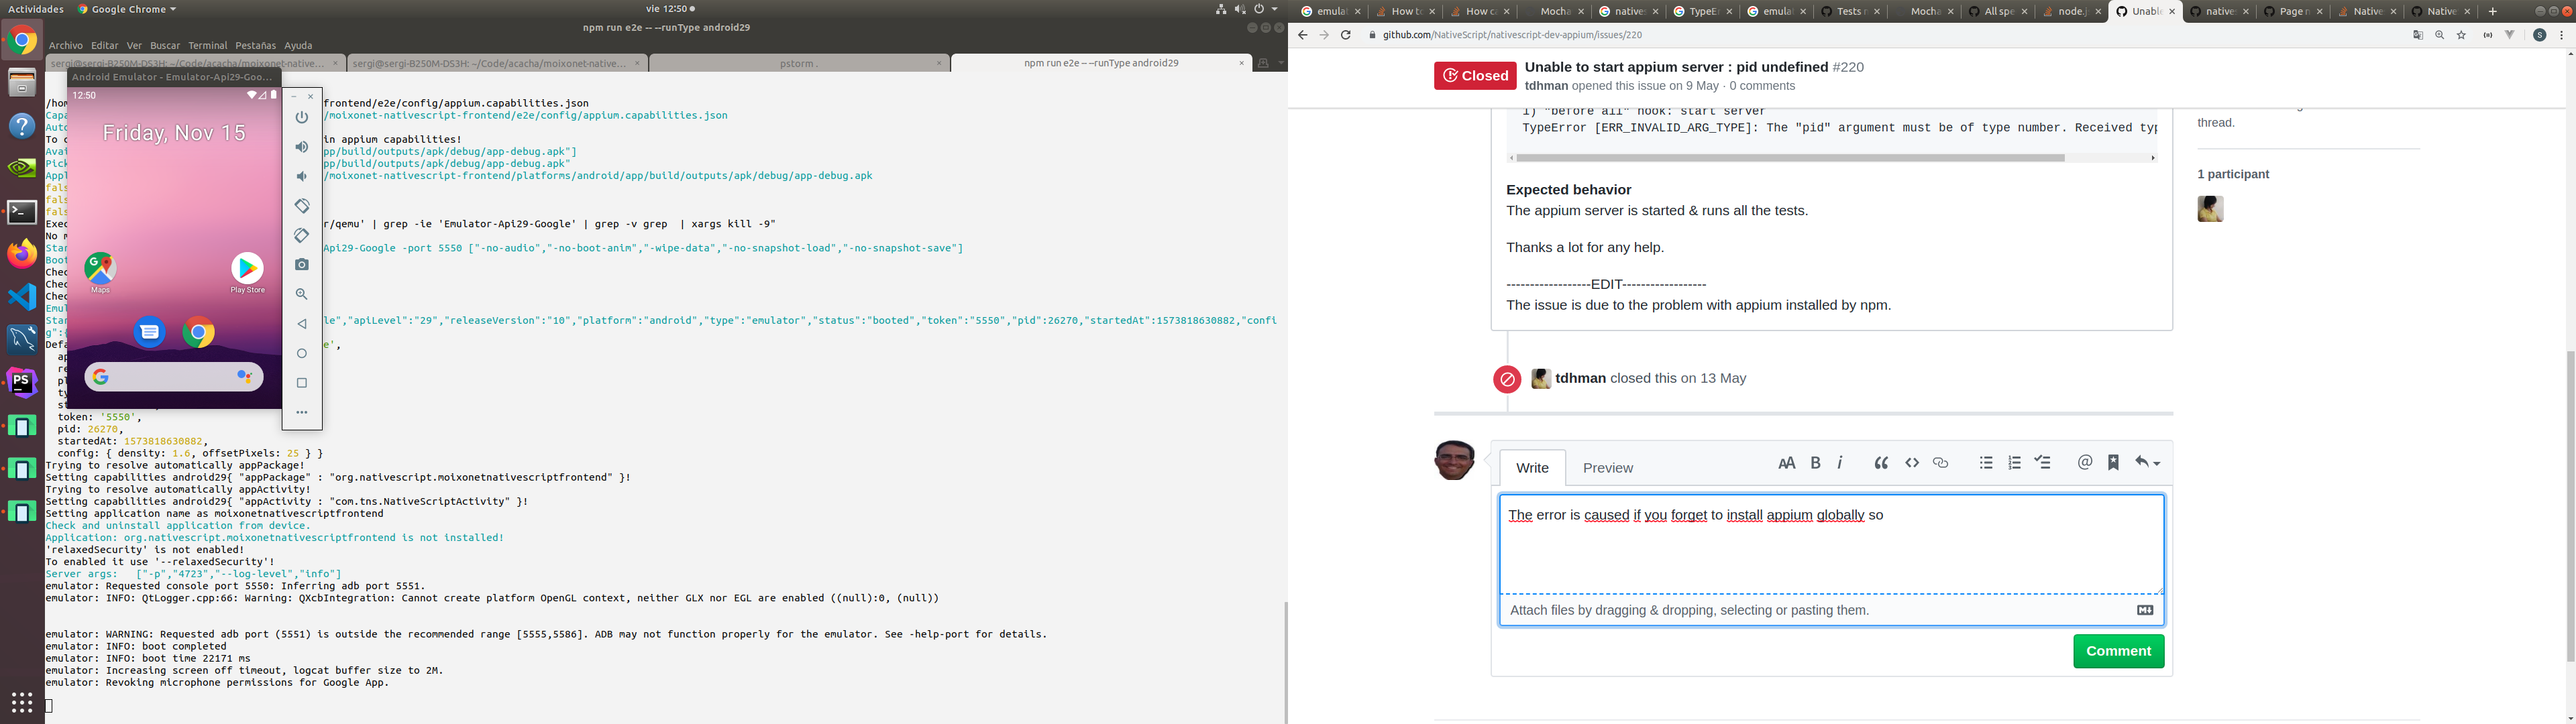 Actividades Google Chrome vie 12:50
npm run e2e -- --runType android29
Archivo Editar Ver Buscar Terminal Pestañas Ayuda
sergi@sergi-B250M-DS3H: ~/Code/acacha/moixonet-native... × sergi@sergi-B250M-DS3H: ~/Code/acacha/moixonet-native... × pstorm . × npm run e2e -- --runType android29 ×
Android Emulator - Emulator-Api29-Goo...
12:50
Friday, Nov 15
Maps
Play Store
/hom
frontend/e2e/config/appium.capabilities.json
Capa
/moixonet-nativescript-frontend/e2e/config/appium.capabilities.json
Auto
To c
in appium capabilities!
Avai
pp/build/outputs/apk/debug/app-debug.apk"]
Pick
pp/build/outputs/apk/debug/app-debug.apk"
Appl
/moixonet-nativescript-frontend/platforms/android/app/build/outputs/apk/debug/app-debug.apk
fals
fals
fals
Exec
r/qemu' | grep -ie 'Emulator-Api29-Google' | grep -v grep | xargs kill -9"
No m
Star
Api29-Google -port 5550 ["-no-audio","-no-boot-anim","-wipe-data","-no-snapshot-load","-no-snapshot-save"]
Boot
Chec
Chec
Chec
Emul
Star
le","apiLevel":"29","releaseVersion":"10","platform":"android","type":"emulator","status":"booted","token":"5550","pid":26270,"startedAt":1573818630882,"confi
g":{
Defa
e',
ap
re
pl
ty
st
token: '5550',
pid: 26270,
startedAt: 1573818630882,
config: { density: 1.6, offsetPixels: 25 } }
Trying to resolve automatically appPackage!
Setting capabilities android29{ "appPackage" : "org.nativescript.moixonetnativescriptfrontend" }!
Trying to resolve automatically appActivity!
Setting capabilities android29{ "appActivity : "com.tns.NativeScriptActivity" }!
Setting application name as moixonetnativescriptfrontend
Check and uninstall application from device.
Application: org.nativescript.moixonetnativescriptfrontend is not installed!
'relaxedSecurity' is not enabled!
To enabled it use '--relaxedSecurity'!
Server args: ["-p","4723","--log-level","info"]
emulator: Requested console port 5550: Inferring adb port 5551.
emulator: INFO: QtLogger.cpp:66: Warning: QXcbIntegration: Cannot create platform OpenGL context, neither GLX nor EGL are enabled ((null):0, (null))
emulator: WARNING: Requested adb port (5551) is outside the recommended range [5555,5586]. ADB may not function properly for the emulator. See -help-port for details.
emulator: INFO: boot completed
emulator: INFO: boot time 22171 ms
emulator: Increasing screen off timeout, logcat buffer size to 2M.
emulator: Revoking microphone permissions for Google App.
emulat × How to × How ca × Mocha × natives × TypeEr × emulat × Tests n × Mocha × All spe × node.j × Unable × natives × Page n × Native × Native ×
github.com/NativeScript/nativescript-dev-appium/issues/220
Closed
Unable to start appium server : pid undefined #220
tdhman opened this issue on 9 May · 0 comments
1) "before all" hook: start server
TypeError [ERR_INVALID_ARG_TYPE]: The "pid" argument must be of type number. Received typ
thread.
Expected behavior
The appium server is started & runs all the tests.
Thanks a lot for any help.
------------------EDIT------------------
The issue is due to the problem with appium installed by npm.
1 participant
tdhman closed this on 13 May
Write Preview
The error is caused if you forget to install appium globally so
Attach files by dragging & dropping, selecting or pasting them.
Comment